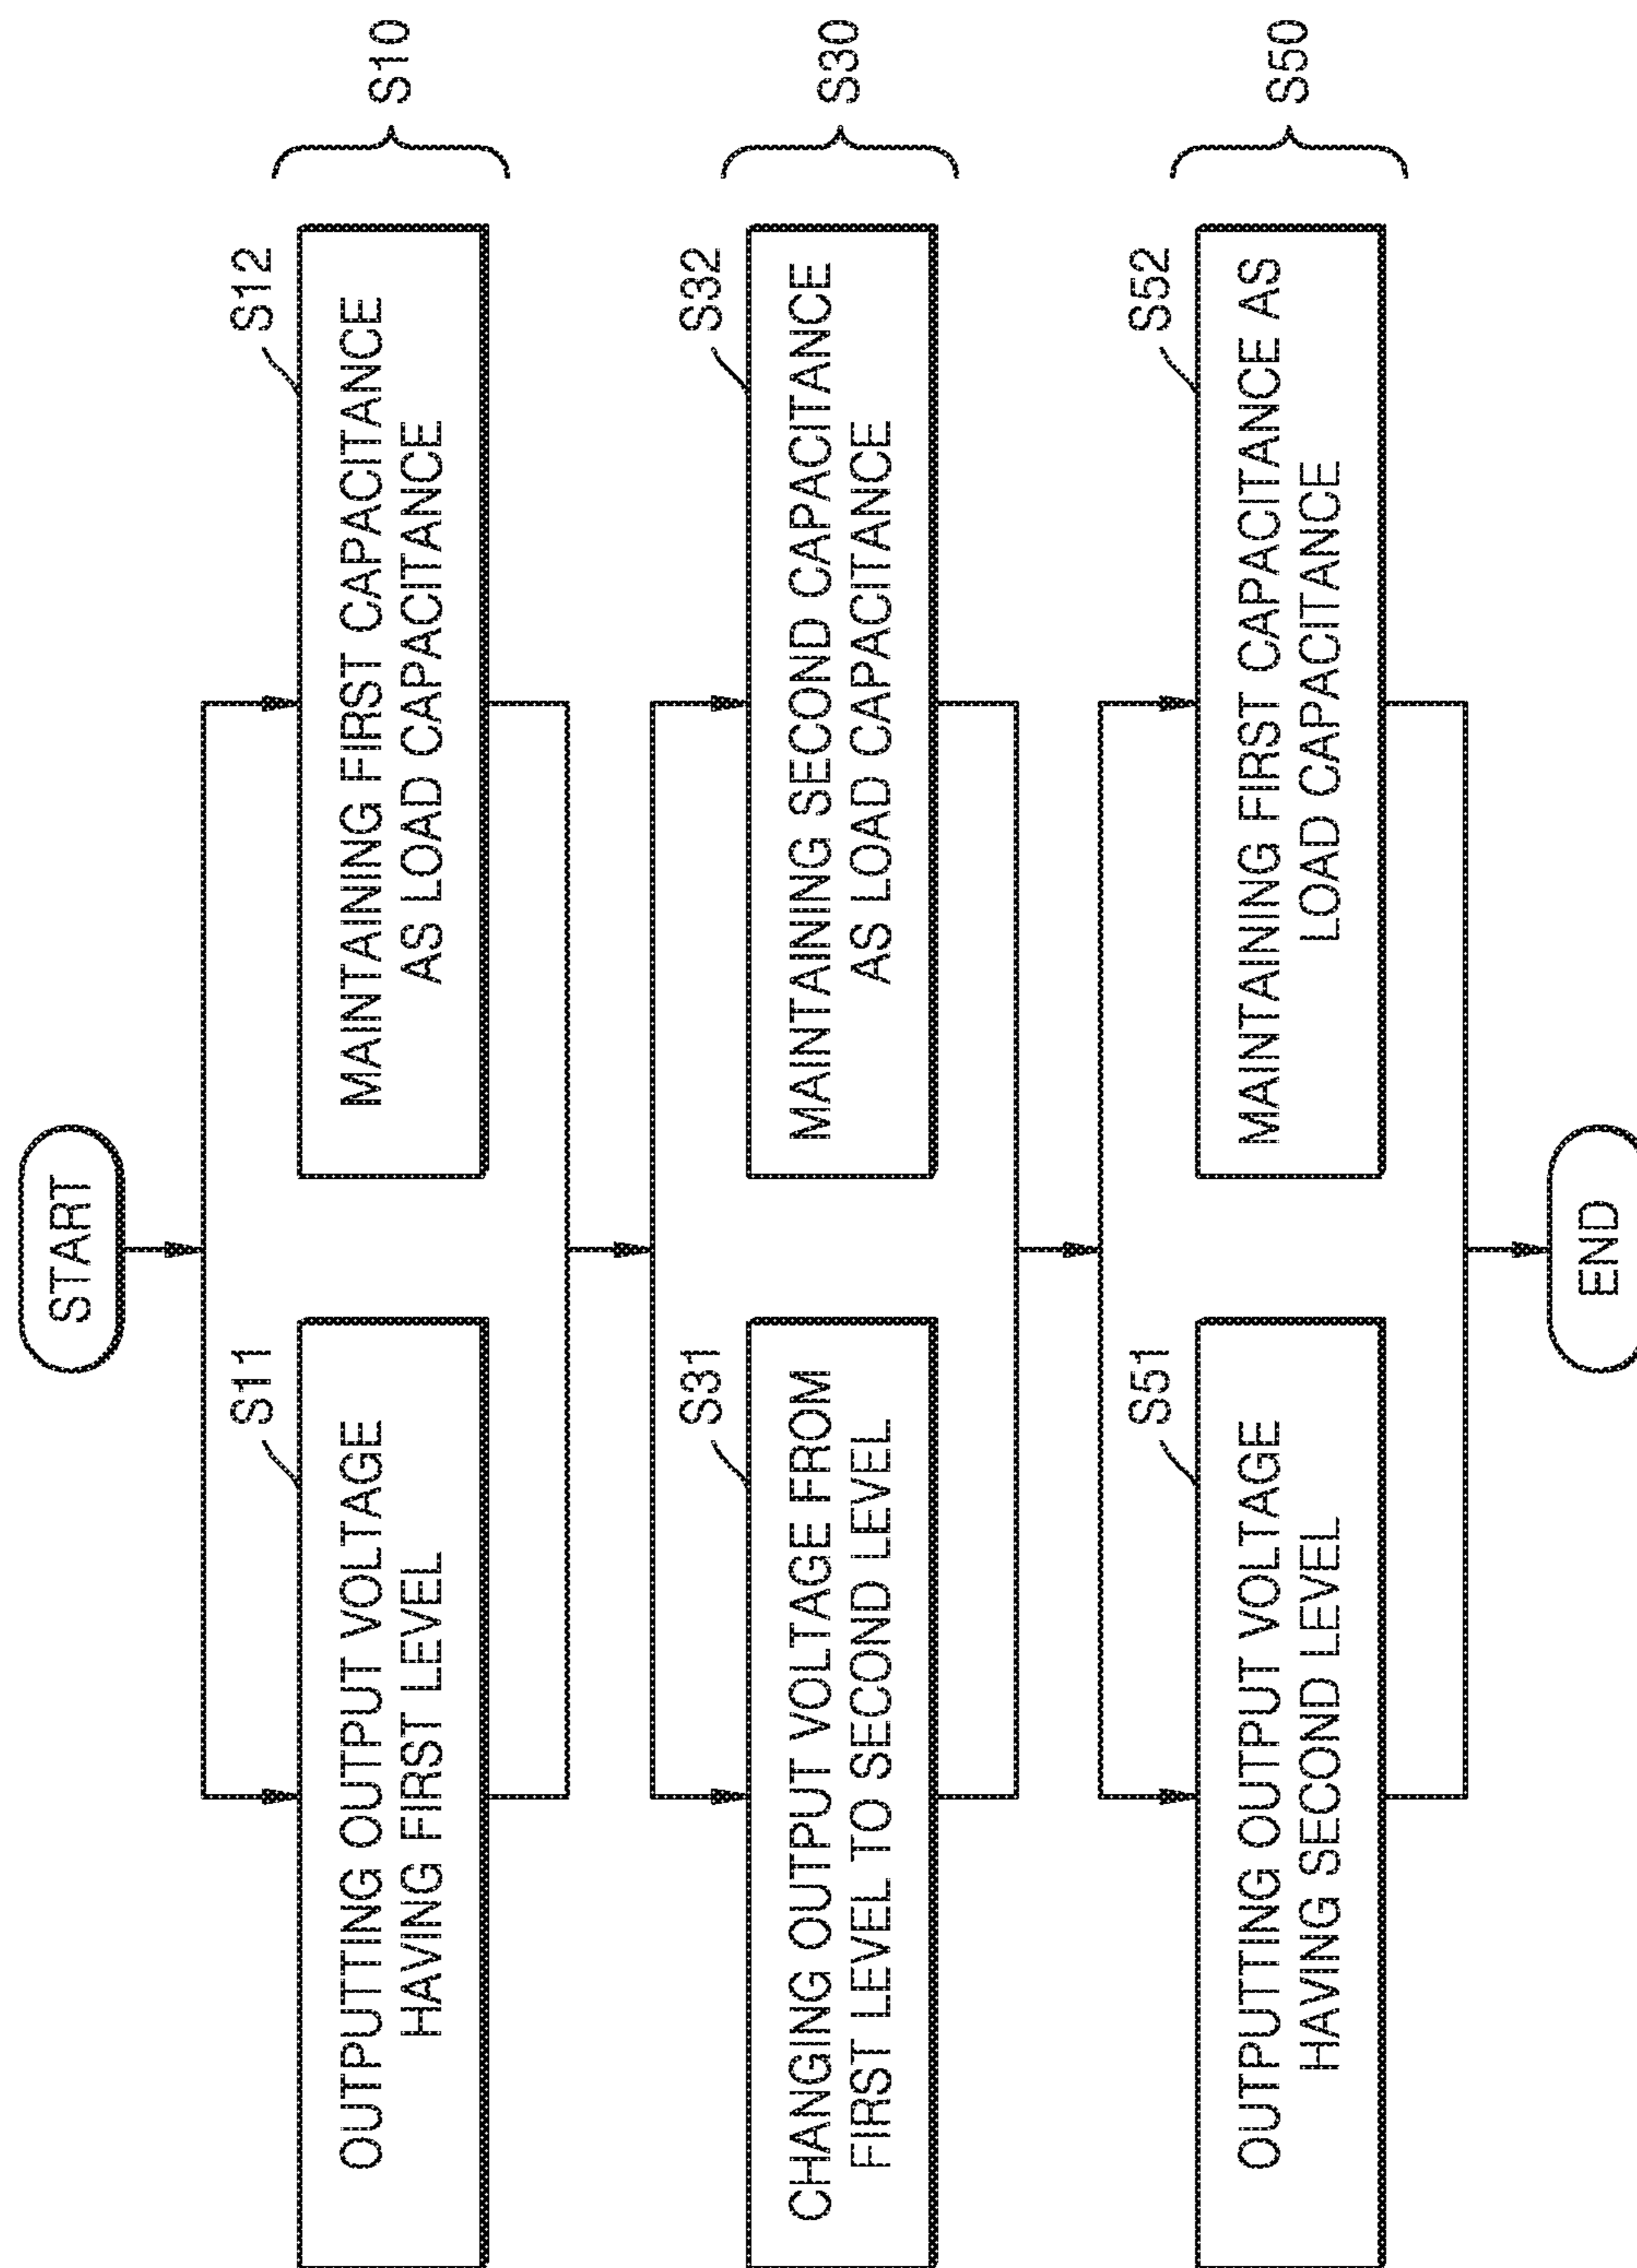 START
S11
OUTPUTTING OUTPUT VOLTAGE
HAVING FIRST LEVEL
S12
MAINTAINING FIRST CAPACITANCE
AS LOAD CAPACITANCE
S10
S31
CHANGING OUTPUT VOLTAGE FROM
FIRST LEVEL TO SECOND LEVEL
S32
MAINTAINING SECOND CAPACITANCE
AS LOAD CAPACITANCE
S30
S51
OUTPUTTING OUTPUT VOLTAGE
HAVING SECOND LEVEL
S52
MAINTAINING FIRST CAPACITANCE AS
LOAD CAPACITANCE
S50
END